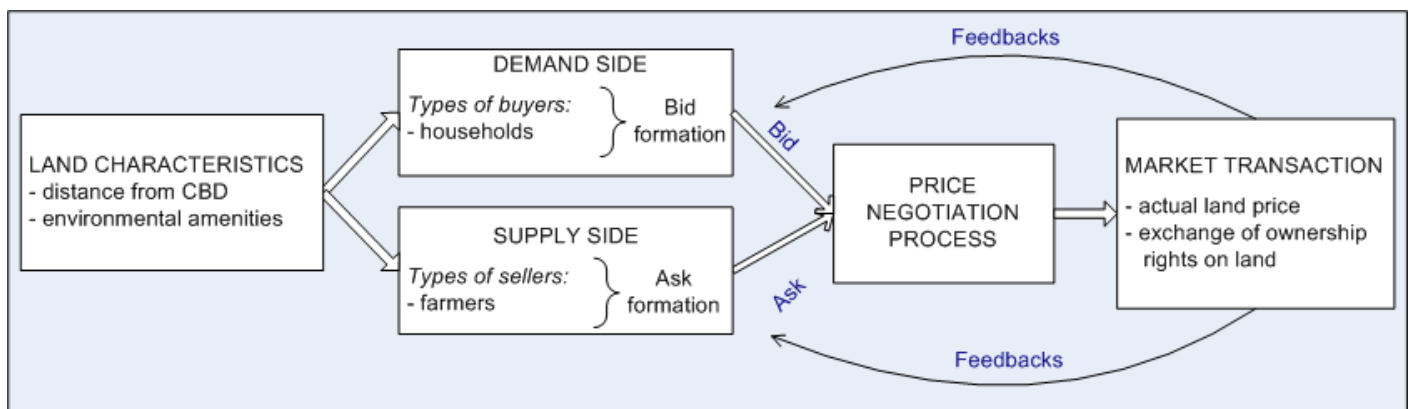 LAND CHARACTERISTICS
- distance from CBD
- environmental amenities
DEMAND SIDE
Types of buyers:
- households
Bid
formation
SUPPLY SIDE
Types of sellers:
- farmers
Ask
formation
Bid
Ask
PRICE
NEGOTIATION
PROCESS
Feedbacks
MARKET TRANSACTION
- actual land price
- exchange of ownership
rights on land
Feedbacks